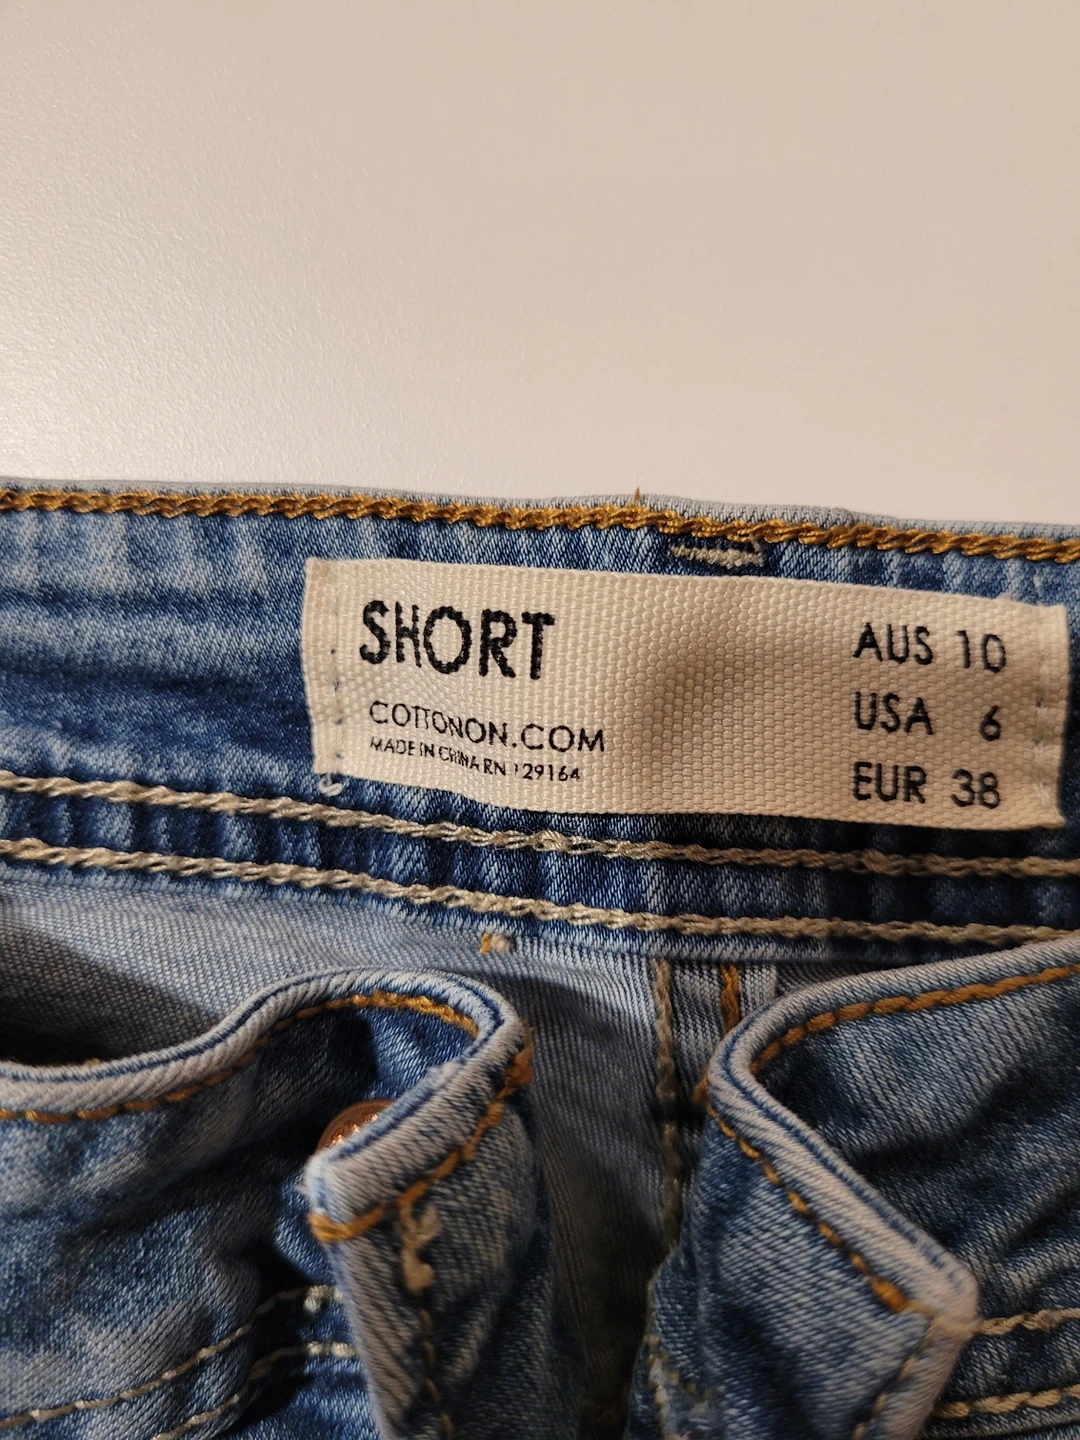 SHORT
COTTONON.COM
MADE IN CHINA RN 129164
AUS 10
USA 6
EUR 38